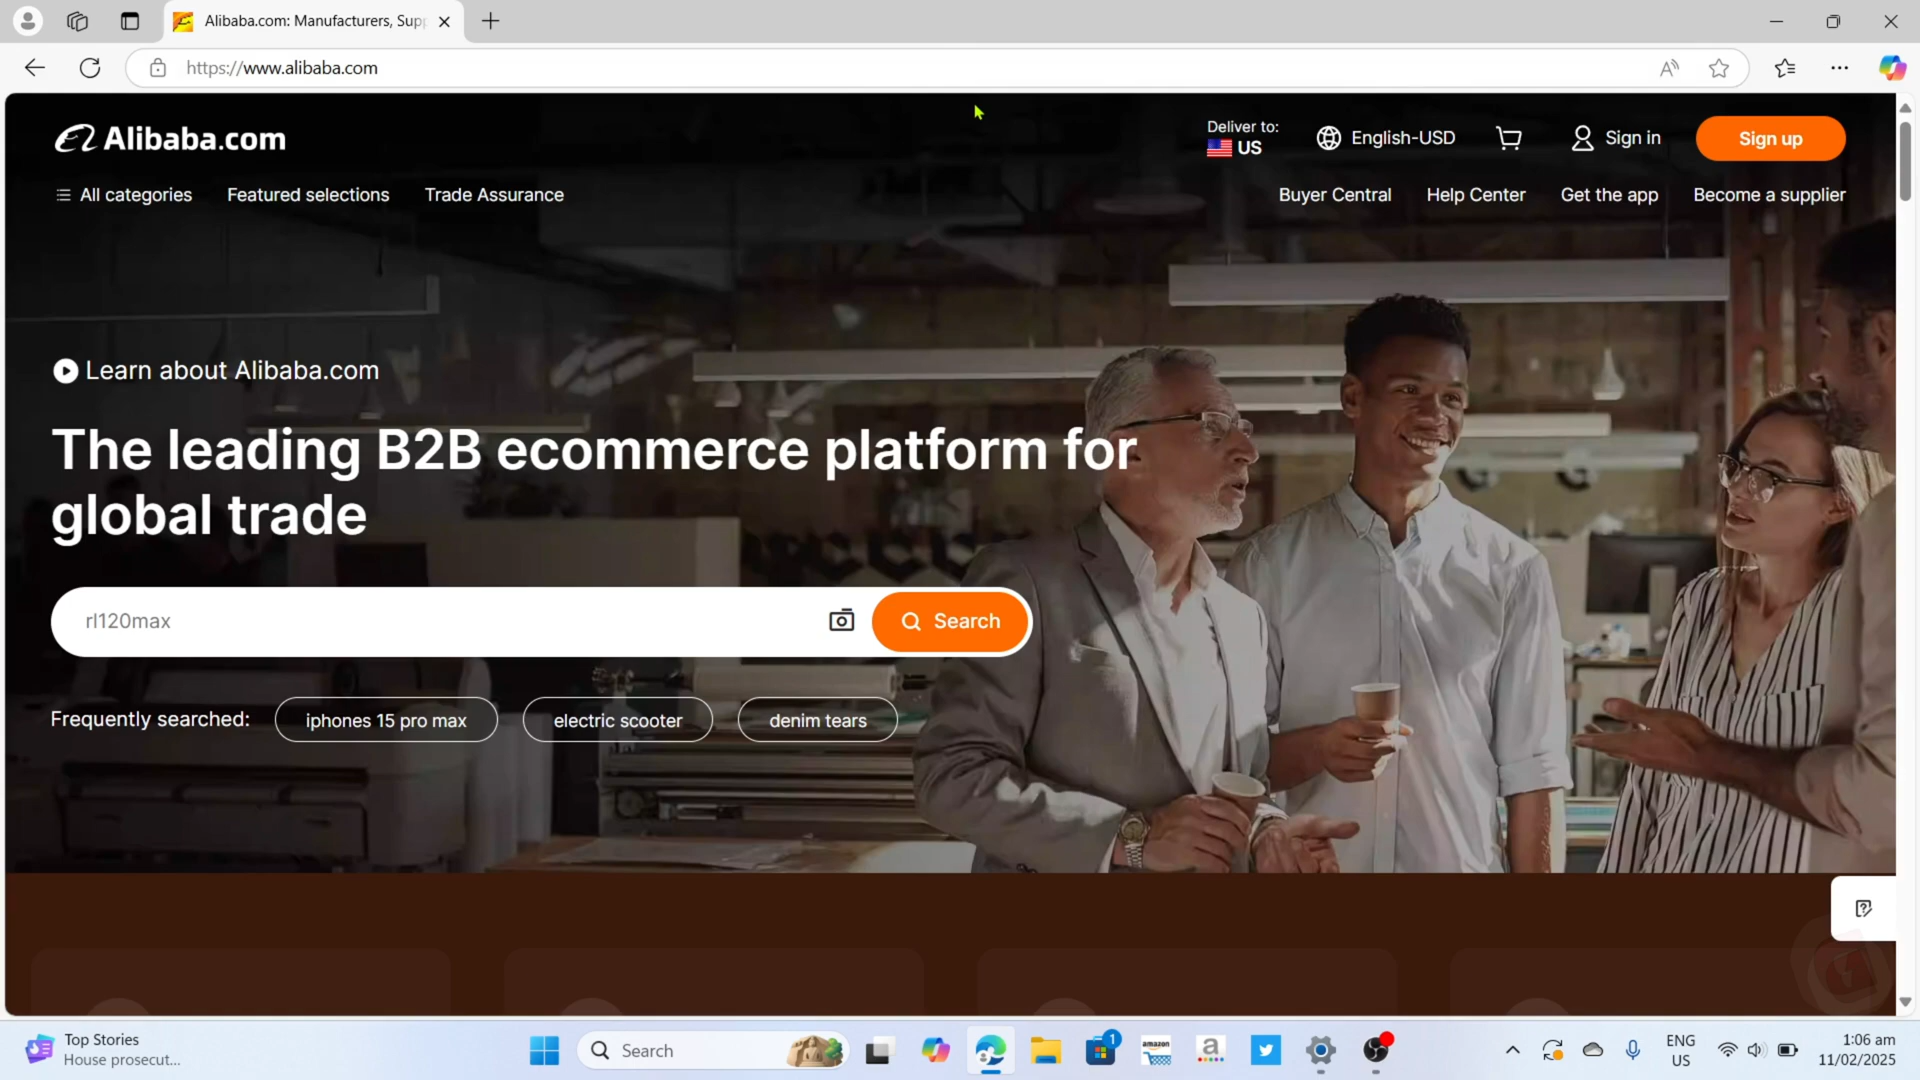 Alibaba.com: Manufacturers, Supp
https://www.alibaba.com
Alibaba.com
Deliver to:
US
English-USD
Sign in
Sign up
All categories
Featured selections
Trade Assurance
Buyer Central
Help Center
Get the app
Become a supplier
Learn about Alibaba.com
The leading B2B ecommerce platform for
global trade
rl120max
Search
Frequently searched:
iphones 15 pro max
electric scooter
denim tears
Top Stories
House prosecut...
Search
1
amazon
a
ENG
US
1:06 am
11/02/2025